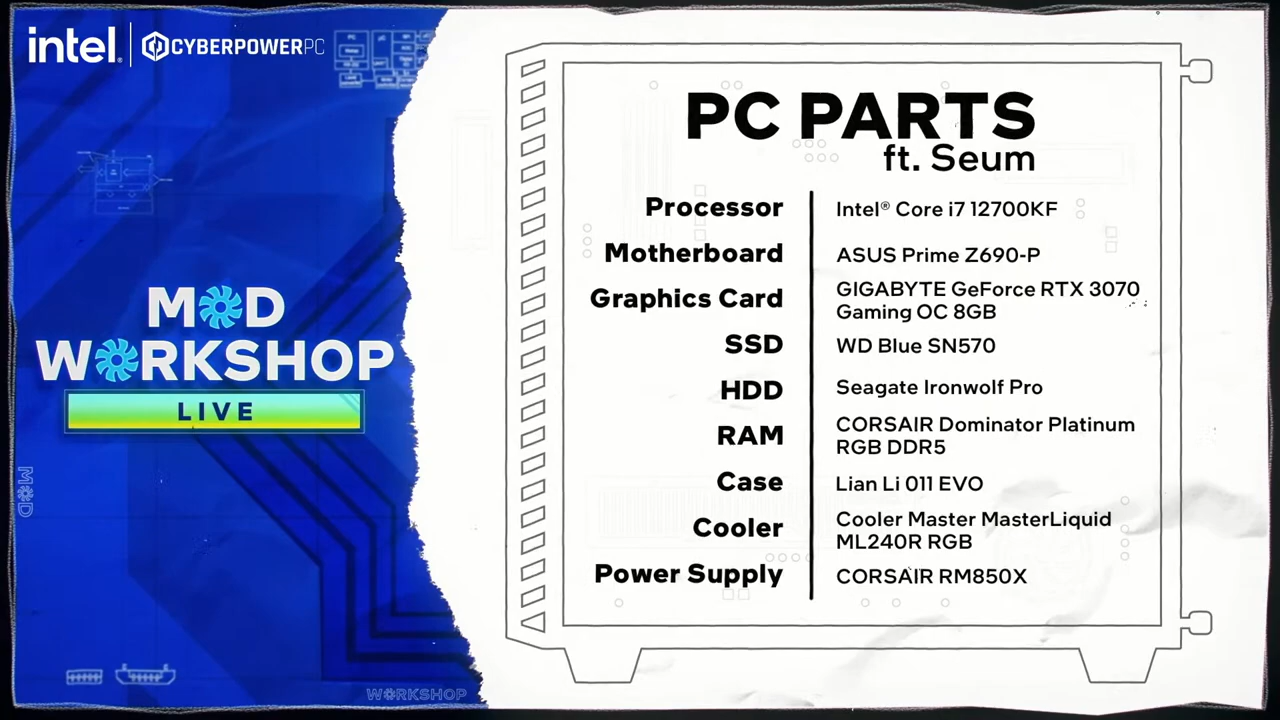 intel. CYBERPOWERPC
MOD
WORKSHOP
LIVE
PC PARTS
ft. Seum
Processor Intel® Core i7 12700KF
Motherboard ASUS Prime Z690-P
Graphics Card GIGABYTE GeForce RTX 3070
Gaming OC 8GB
SSD WD Blue SN570
HDD Seagate Ironwolf Pro
RAM CORSAIR Dominator Platinum
RGB DDR5
Case Lian Li 011 EVO
Cooler Cooler Master MasterLiquid
ML240R RGB
Power Supply CORSAIR RM850X
MOD
WORKSHOP